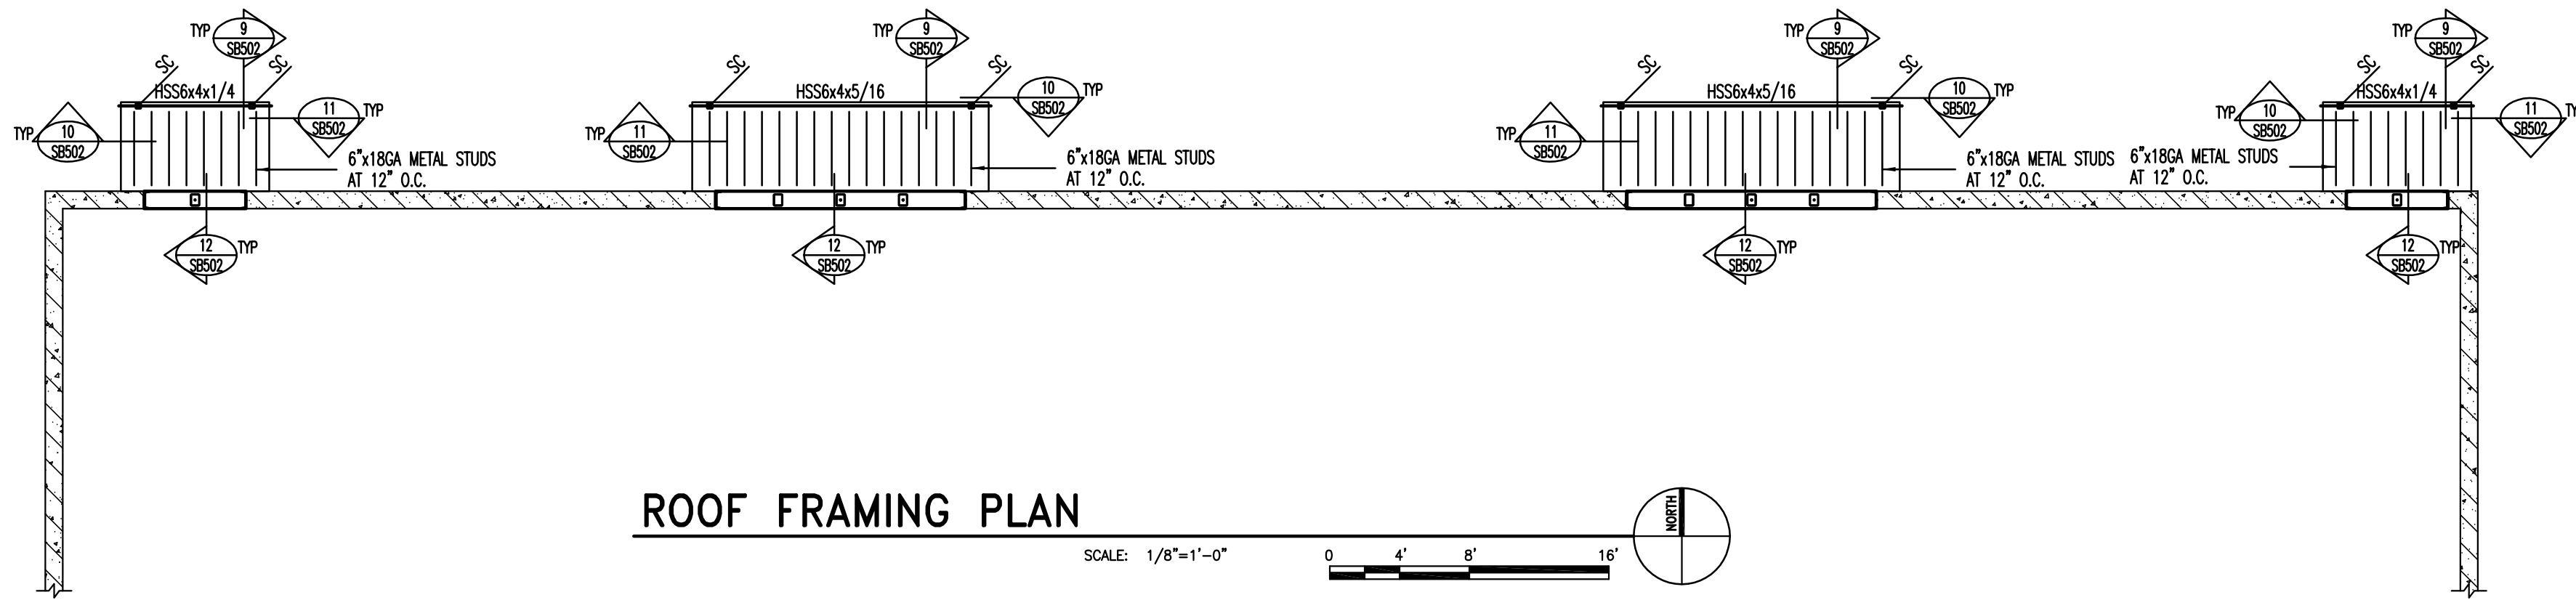 TYP 9 SB502
SC SC
HSS6x4x1/4
TYP 10 SB502
11 SB502 TYP
6"x18GA METAL STUDS
AT 12" O.C.
12 SB502 TYP
TYP 9 SB502
SC SC
HSS6x4x5/16
10 SB502 TYP
TYP 11 SB502
6"x18GA METAL STUDS
AT 12" O.C.
12 SB502 TYP
TYP 9 SB502
SC SC
HSS6x4x5/16
10 SB502 TYP
TYP 11 SB502
6"x18GA METAL STUDS
AT 12" O.C.
12 SB502 TYP
TYP 9 SB502
SC SC
HSS6x4x1/4
TYP 10 SB502
11 SB502 TY
6"x18GA METAL STUDS
AT 12" O.C.
12 SB502 TYP
ROOF FRAMING PLAN
SCALE: 1/8"=1'-0"
0 4' 8' 16'
NORTH